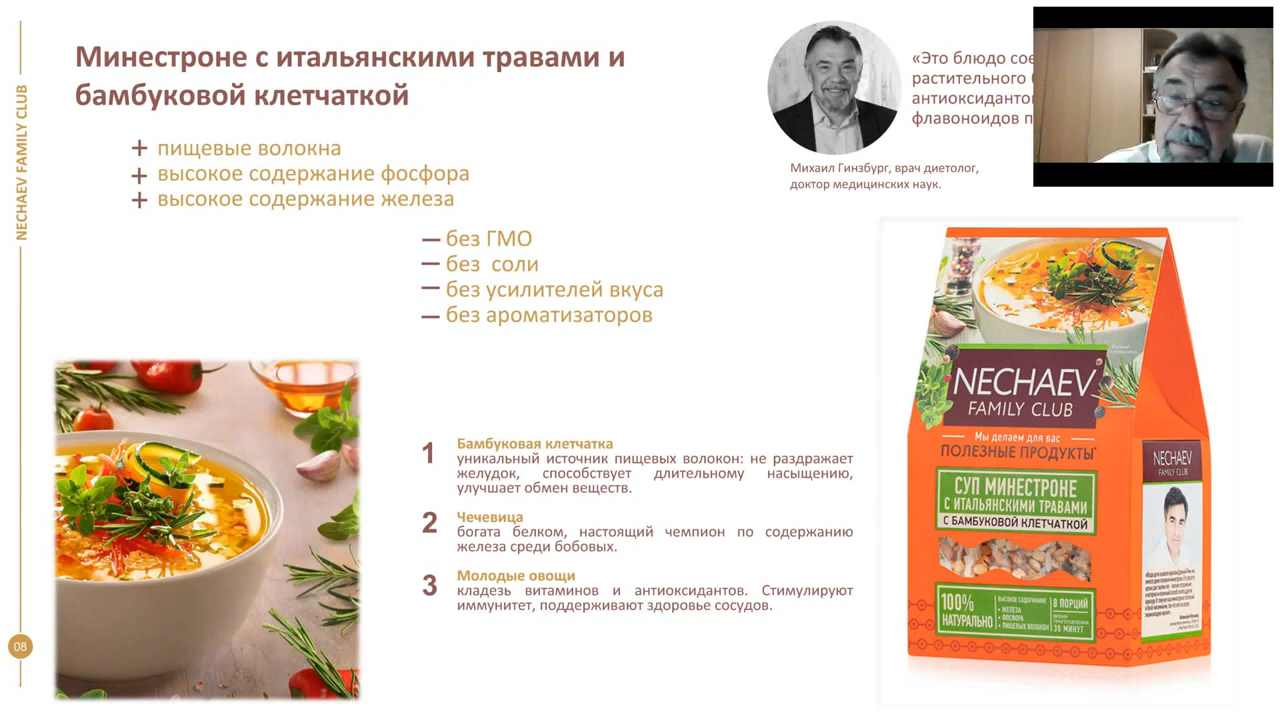 NECHAEV FAMILY CLUB
Минестроне с итальянскими травами и
бамбуковой клетчаткой
+ пищевые волокна
+ высокое содержание фосфора
+ высокое содержание железа
— без ГМО
— без соли
— без усилителей вкуса
— без ароматизаторов
«Это блюдо
растительного
флавоноидов
Михаил Гинзбург, врач диетолог,
доктор медицинских наук.
1 Бамбуковая клетчатка
уникальный источник пищевых волокон: не раздражает
желудок, способствует длительному насыщению,
улучшает обмен веществ.
2 Чечевица
богата белком, настоящий чемпион по содержанию
железа среди бобовых.
3 Молодые овощи
кладезь витаминов и антиоксидантов. Стимулируют
иммунитет, поддерживают здоровье сосудов.
08
NECHAEV
FAMILY CLUB
Мы делаем для вас
ПОЛЕЗНЫЕ ПРОДУКТЫ
СУП МИНЕСТРОНЕ
С ИТАЛЬЯНСКИМИ ТРАВАМИ
С БАМБУКОВОЙ КЛЕТЧАТКОЙ
100%
НАТУРАЛЬНО
ВЫСОКОЕ СОДЕРЖАНИЕ
• ЖЕЛЕЗА
• ФОСФОРА
• ПИЩЕВЫХ ВОЛОКОН
8 ПОРЦИЙ
ВРЕМЯ
ПРИГОТОВЛЕНИЯ
30 МИНУТ
NECHAEV
FAMILY CLUB